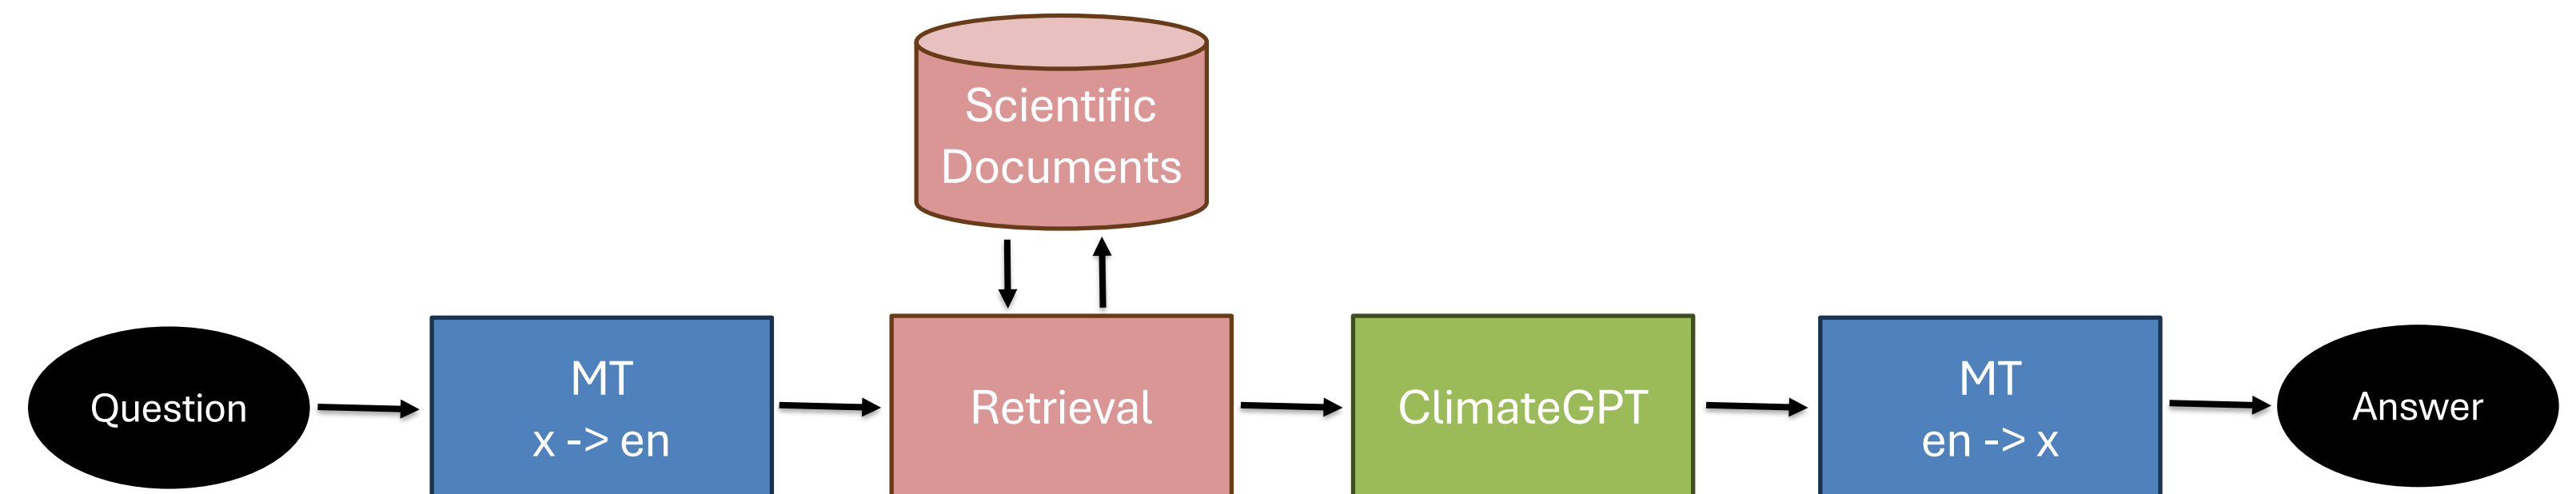 Scientific
Documents
Question
MT
x -> en
Retrieval
ClimateGPT
MT
en -> x
Answer